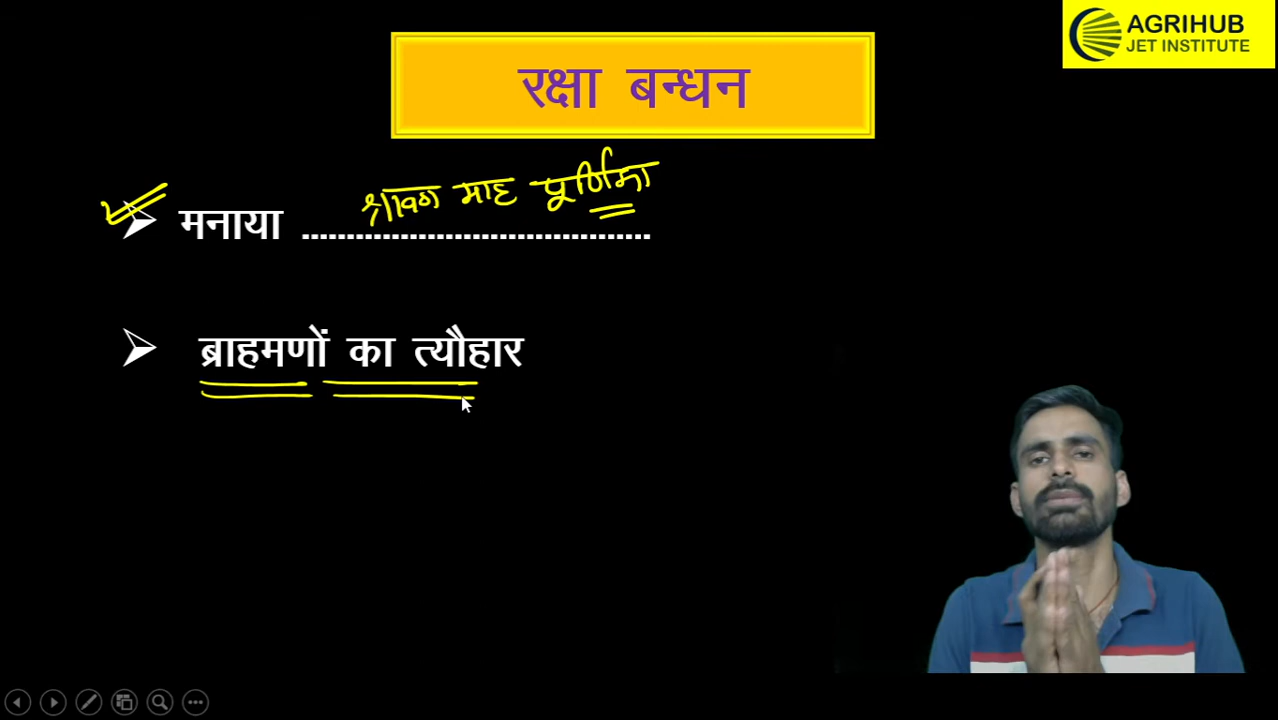 AGRIHUB
JET INSTITUTE
रक्षा बन्धन
श्रावण माह पूर्णिमा
मनाया .......................................
ब्राहमणों का त्यौहार